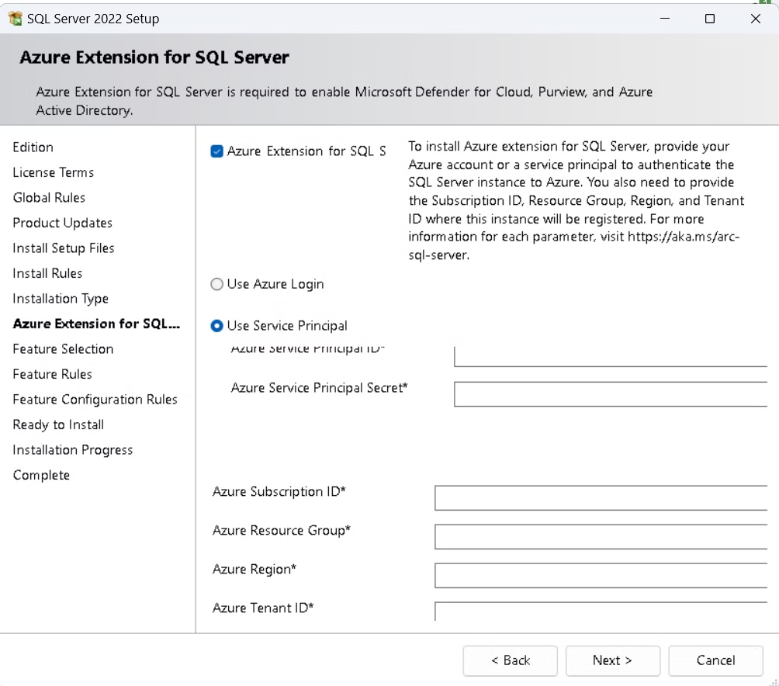 SQL Server 2022 Setup
Azure Extension for SQL Server
Azure Extension for SQL Server is required to enable Microsoft Defender for Cloud, Purview, and Azure
Active Directory.
Edition
License Terms
Global Rules
Product Updates
Install Setup Files
Install Rules
Installation Type
Azure Extension for SQL...
Feature Selection
Feature Rules
Feature Configuration Rules
Ready to Install
Installation Progress
Complete
Azure Extension for SQL S
To install Azure extension for SQL Server, provide your
Azure account or a service principal to authenticate the
SQL Server instance to Azure. You also need to provide
the Subscription ID, Resource Group, Region, and Tenant
ID where this instance will be registered. For more
information for each parameter, visit https://aka.ms/arc-
sql-server.
Use Azure Login
Use Service Principal
Azure Service Principal ID*
Azure Service Principal Secret*
Azure Subscription ID*
Azure Resource Group*
Azure Region*
Azure Tenant ID*
< Back
Next >
Cancel